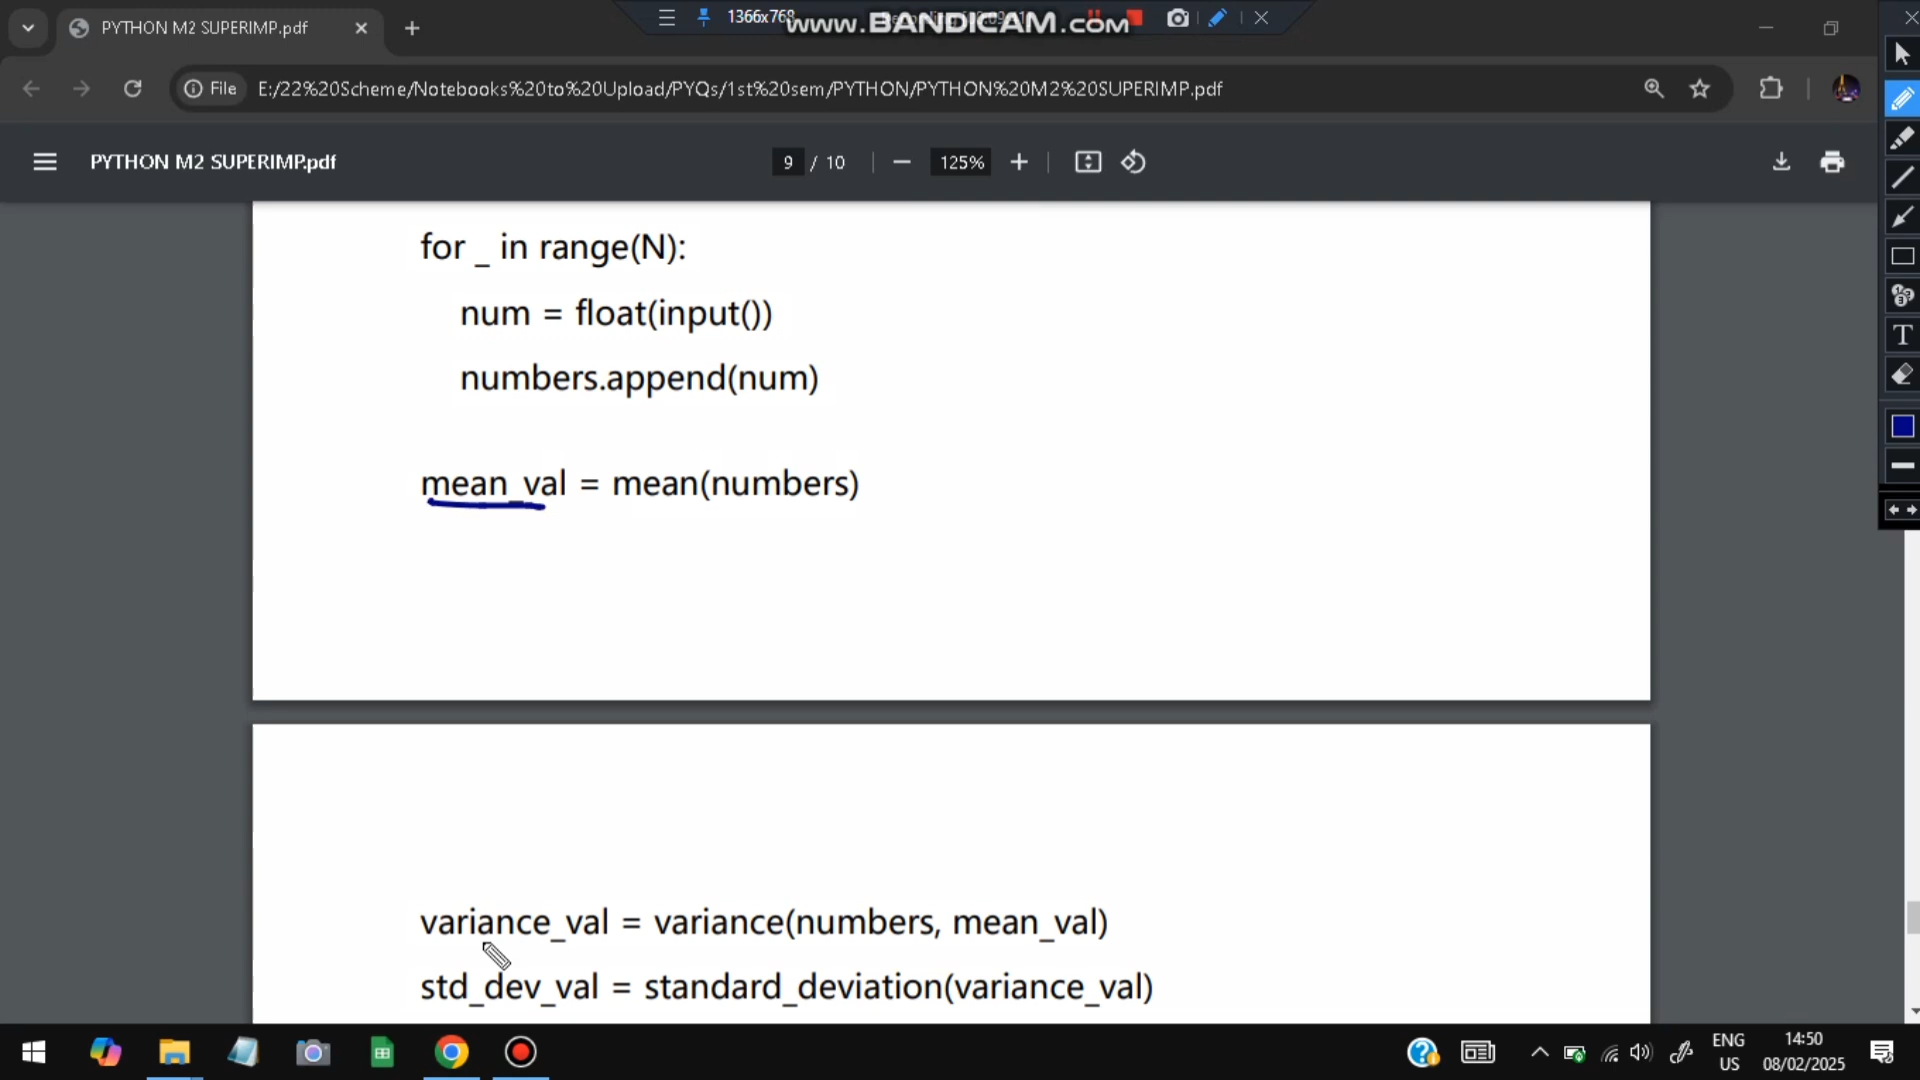 PYTHON M2 SUPERIMP.pdf
1366x768
www.BANDICAM.com
File
E:/22%20Scheme/Notebooks%20to%20Upload/PYQs/1st%20sem/PYTHON/PYTHON%20M2%20SUPERIMP.pdf
PYTHON M2 SUPERIMP.pdf
9 / 10
125%
for _ in range(N):
num = float(input())
numbers.append(num)
mean_val = mean(numbers)
variance_val = variance(numbers, mean_val)
std_dev_val = standard_deviation(variance_val)
T
ENG
US
14:50
08/02/2025